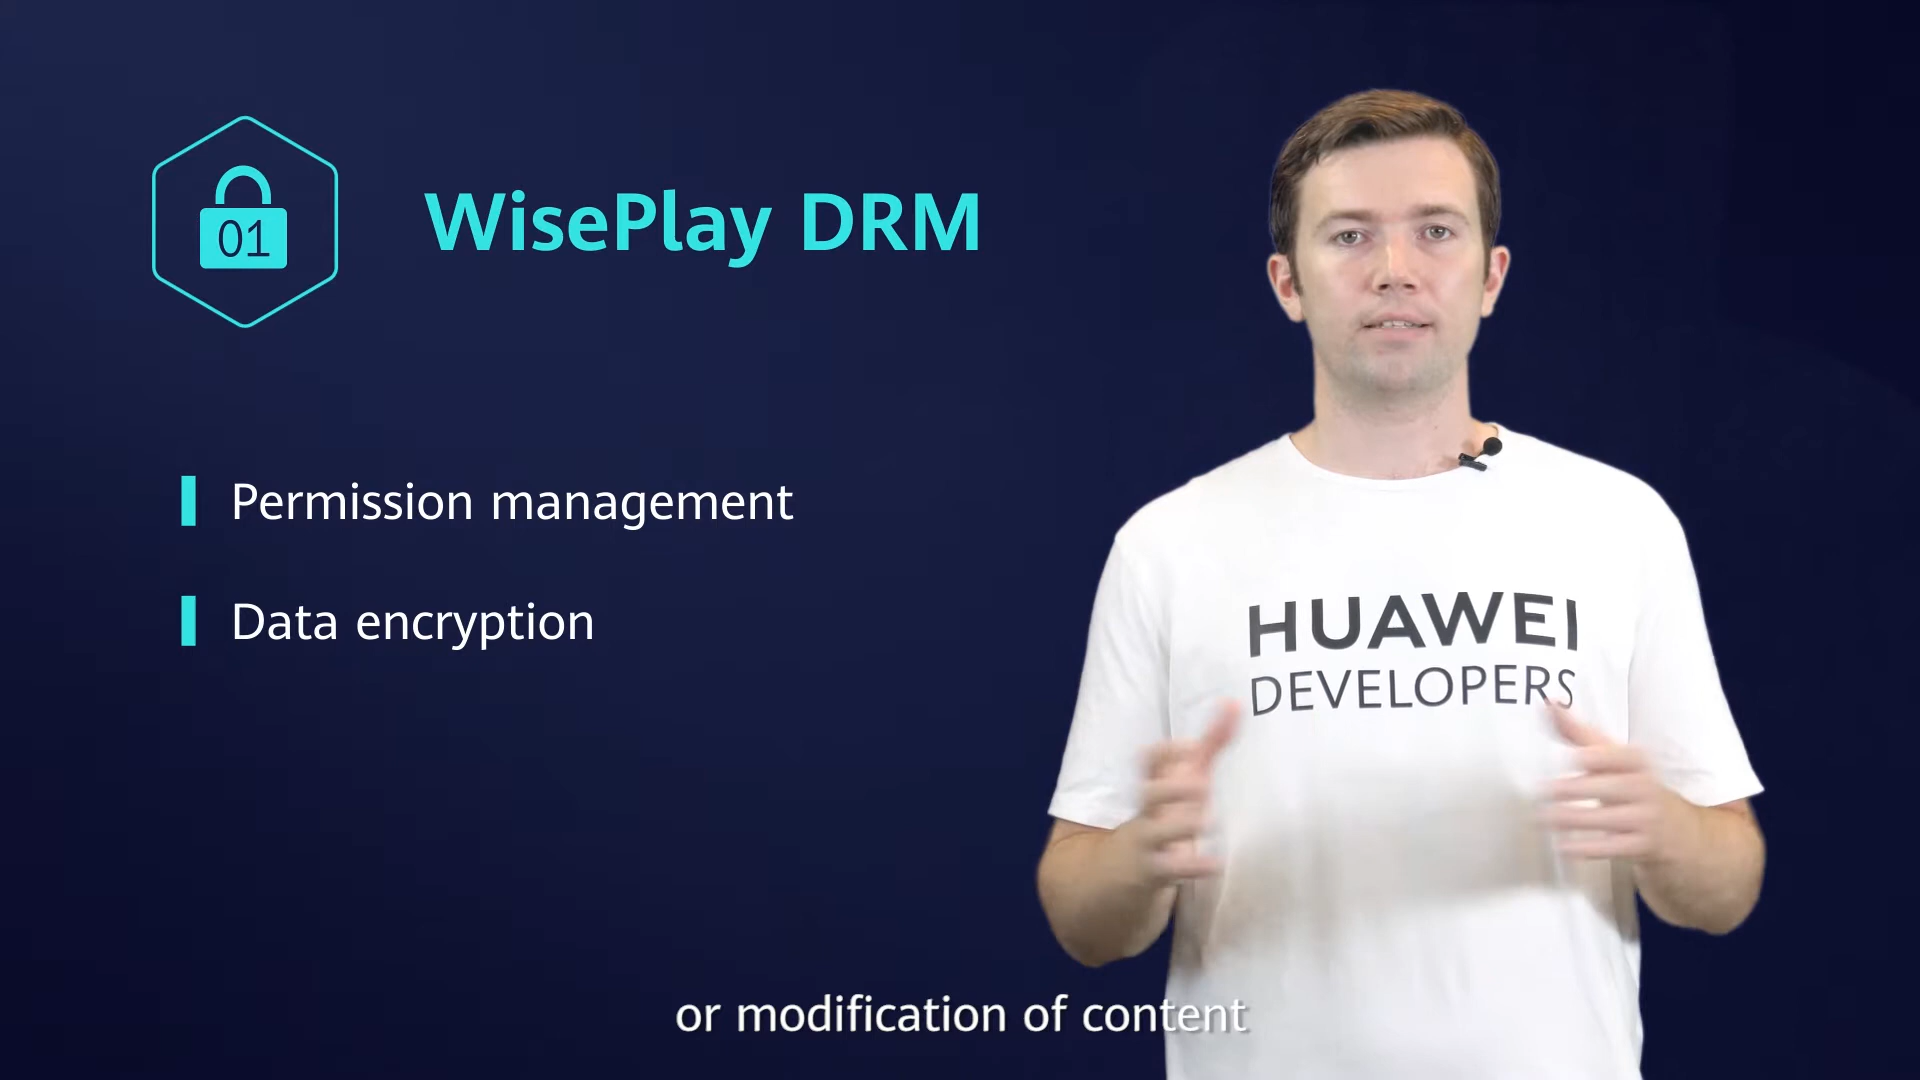 01
WisePlay DRM
Permission management
Data encryption
HUAWEI
DEVELOPERS
or modification of content